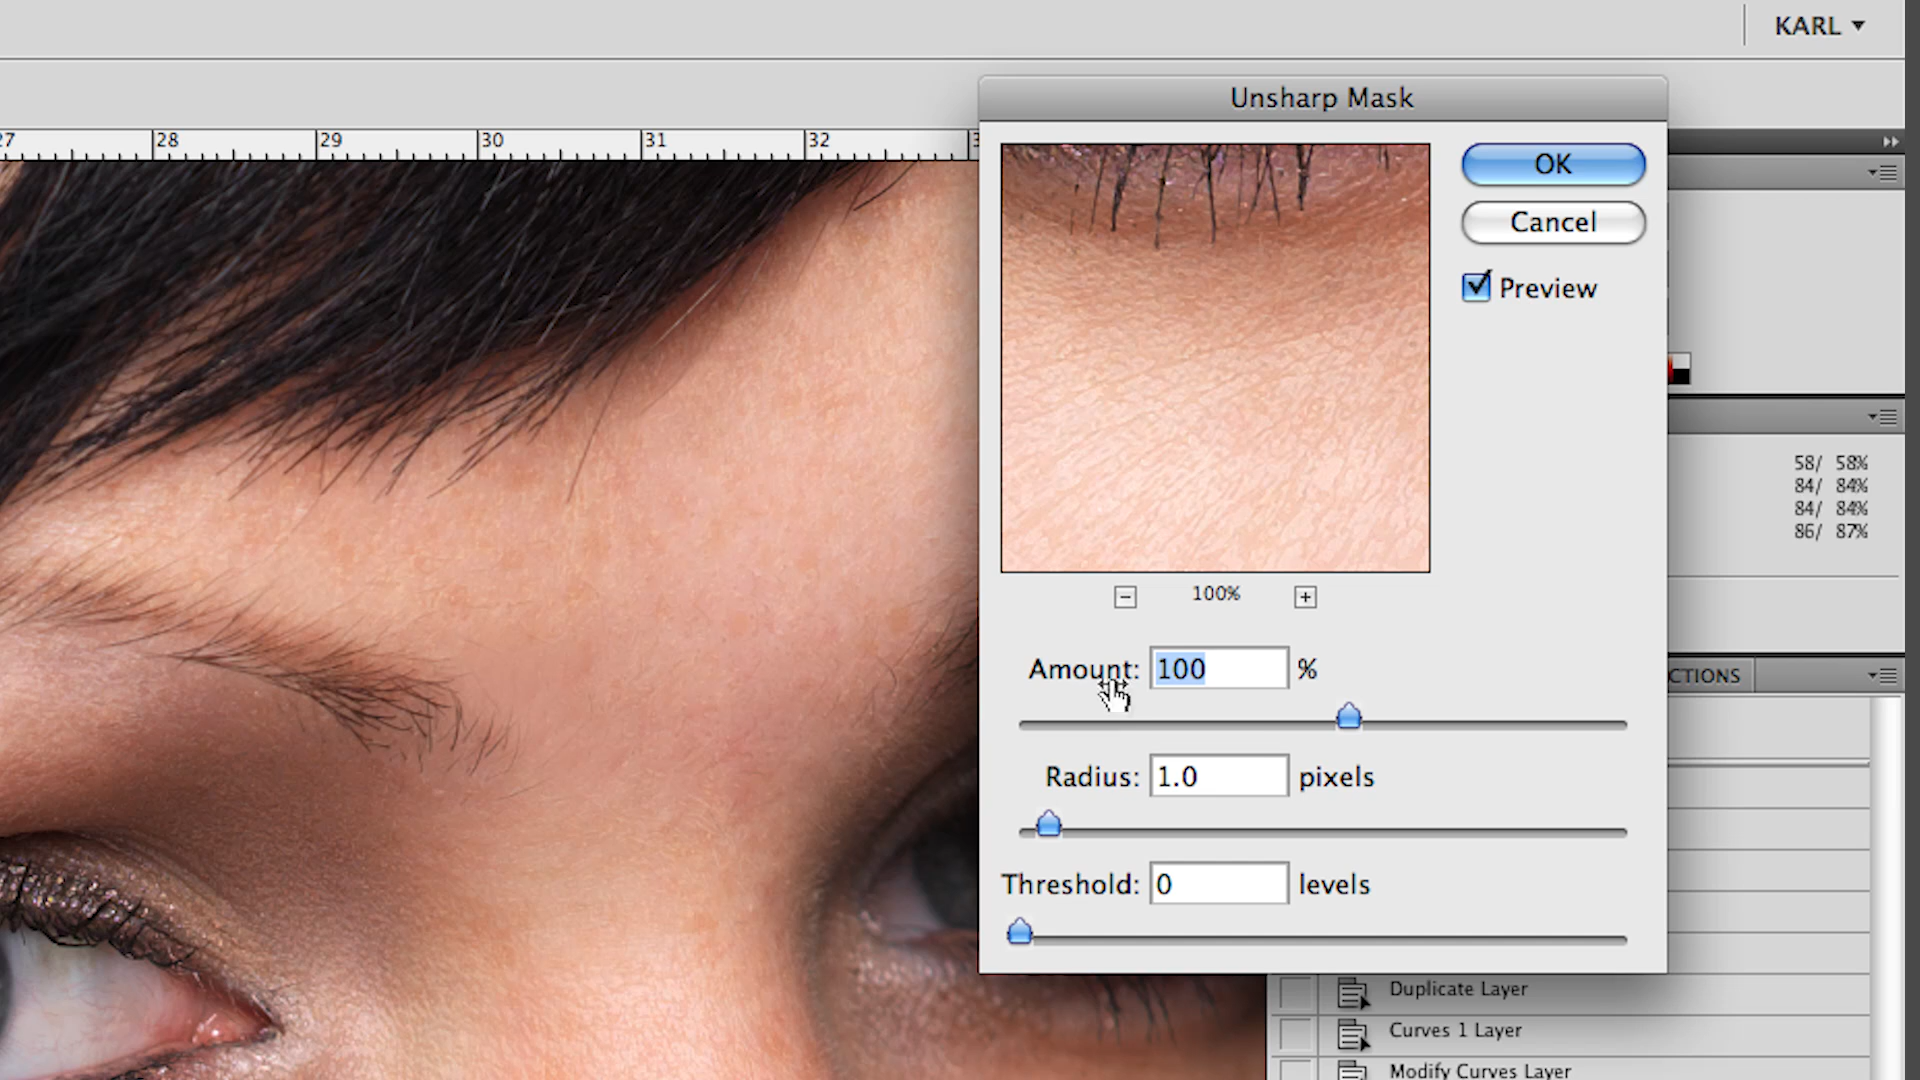 KARL
Unsharp Mask
27 28 29 30 31 32 3
OK
Cancel
Preview
100%
Amount: 100 %
Radius: 1.0 pixels
Threshold: 0 levels
58/ 58%
84/ 84%
84/ 84%
86/ 87%
CTIONS
Duplicate Layer
Curves 1 Layer
Modify Curves Layer